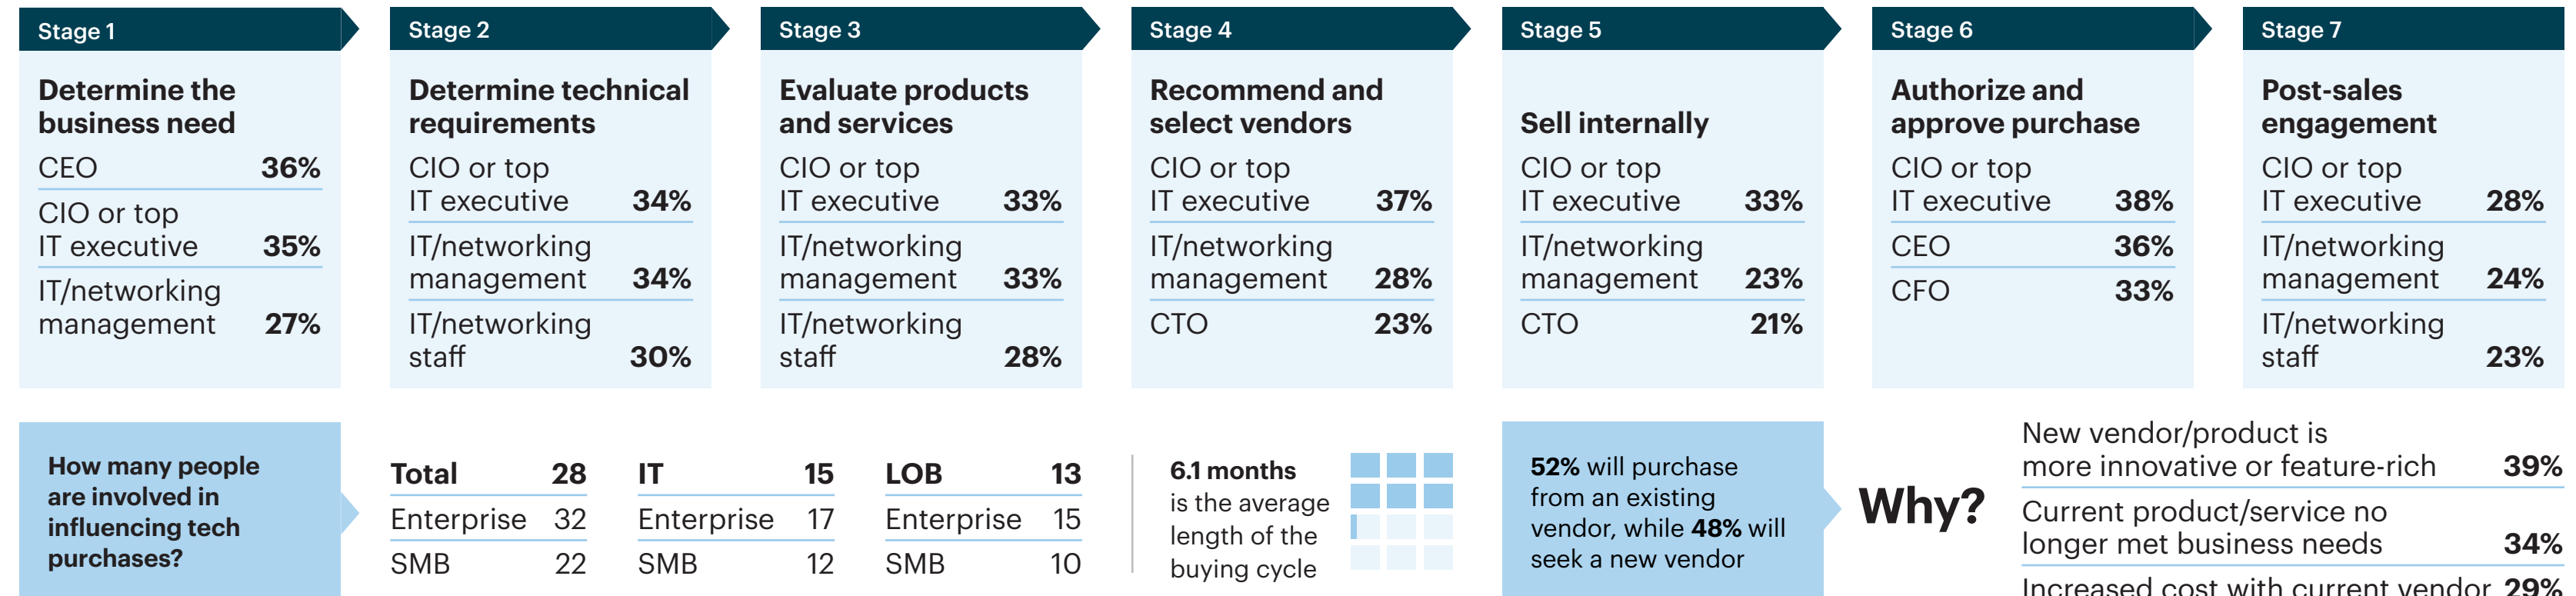 Stage 1
Determine the
business need
CEO 36%
CIO or top
IT executive 35%
IT/networking
management 27%
Stage 2
Determine technical
requirements
CIO or top
IT executive 34%
IT/networking
management 34%
IT/networking
staff 30%
Stage 3
Evaluate products
and services
CIO or top
IT executive 33%
IT/networking
management 33%
IT/networking
staff 28%
Stage 4
Recommend and
select vendors
CIO or top
IT executive 37%
IT/networking
management 28%
CTO 23%
Stage 5
Sell internally
CIO or top
IT executive 33%
IT/networking
management 23%
CTO 21%
Stage 6
Authorize and
approve purchase
CIO or top
IT executive 38%
CEO 36%
CFO 33%
Stage 7
Post-sales
engagement
CIO or top
IT executive 28%
IT/networking
management 24%
IT/networking
staff 23%
How many people
are involved in
influencing tech
purchases?
Total 28
Enterprise 32
SMB 22
IT 15
Enterprise 17
SMB 12
LOB 13
Enterprise 15
SMB 10
6.1 months
is the average
length of the
buying cycle
52% will purchase
from an existing
vendor, while 48% will
seek a new vendor
Why?
New vendor/product is
more innovative or feature-rich 39%
Current product/service no
longer met business needs 34%
Increased cost with current vendor 29%